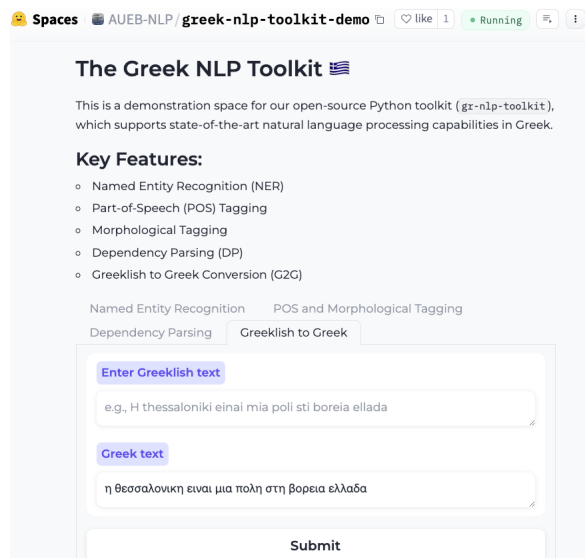 🤗 Spaces AUEB-NLP/greek-nlp-toolkit-demo like 1 Running
The Greek NLP Toolkit 🇬🇷
This is a demonstration space for our open-source Python toolkit (gr-nlp-toolkit),
which supports state-of-the-art natural language processing capabilities in Greek.
Key Features:
Named Entity Recognition (NER)
Part-of-Speech (POS) Tagging
Morphological Tagging
Dependency Parsing (DP)
Greeklish to Greek Conversion (G2G)
Named Entity Recognition POS and Morphological Tagging
Dependency Parsing Greeklish to Greek
Enter Greeklish text
e.g., H thessaloniki einai mia poli sti boreia ellada
Greek text
η θεσσαλονικη ειναι μια πολη στη βορεια ελλαδα
Submit